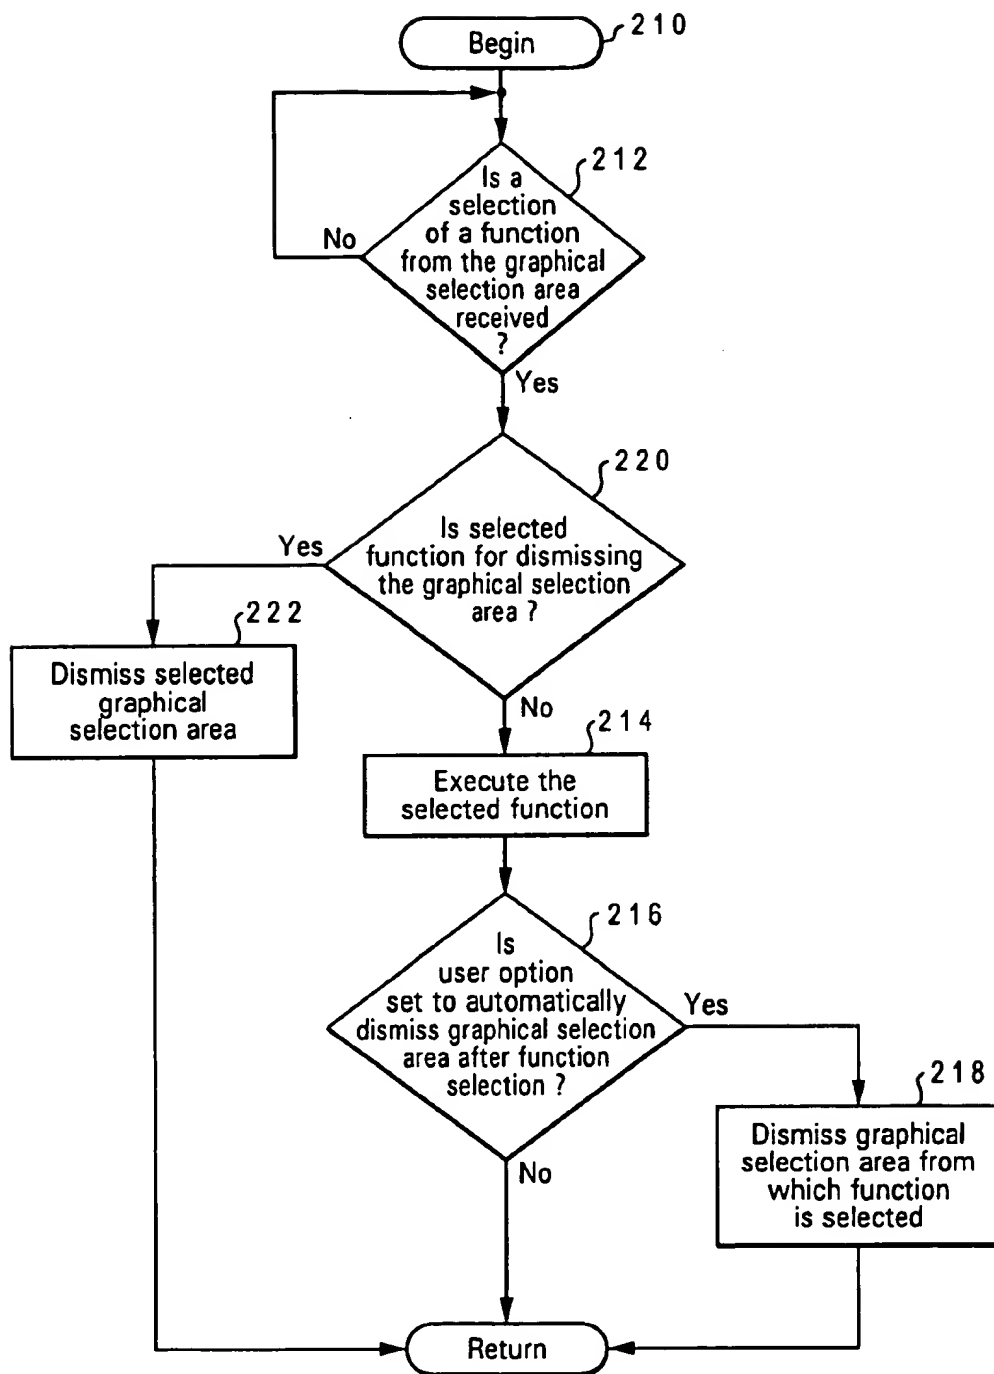 Begin
210
212
Is a
selection
of a function
from the graphical
selection area
received
?
No
Yes
220
Is selected
function for dismissing
the graphical selection
area ?
Yes
No
222
Dismiss selected
graphical
selection area
214
Execute the
selected function
216
Is
user option
set to automatically
dismiss graphical selection
area after function
selection ?
Yes
No
218
Dismiss graphical
selection area from
which function
is selected
Return